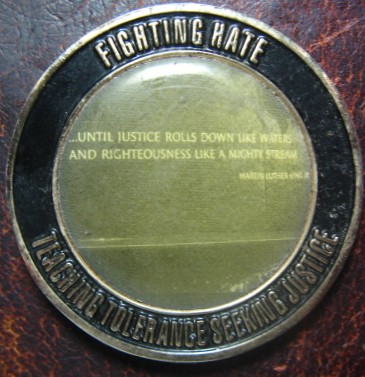 FIGHTING HATE
...UNTIL JUSTICE ROLLS DOWN LIKE WATERS
AND RIGHTEOUSNESS LIKE A MIGHTY STREAM
MARTIN LUTHER KING JR
TEACHING TOLERANCE SEEKING JUSTICE